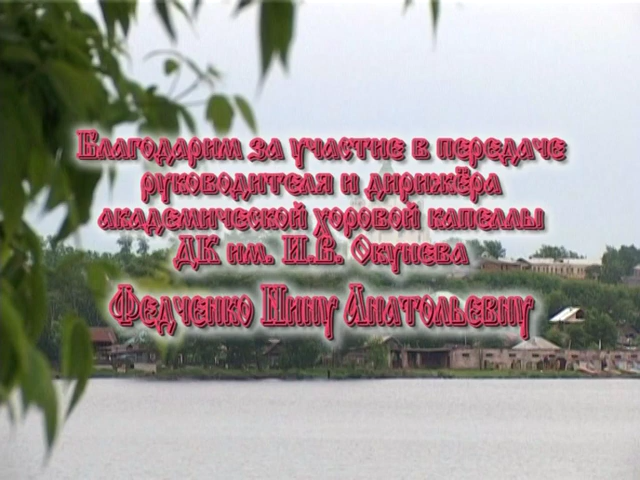 Благодарим за участие в передаче
руководителя и дирижёра
академической хоровой капеллы
ДК им. И.В. Окунева
Федченко Нину Анатольевну